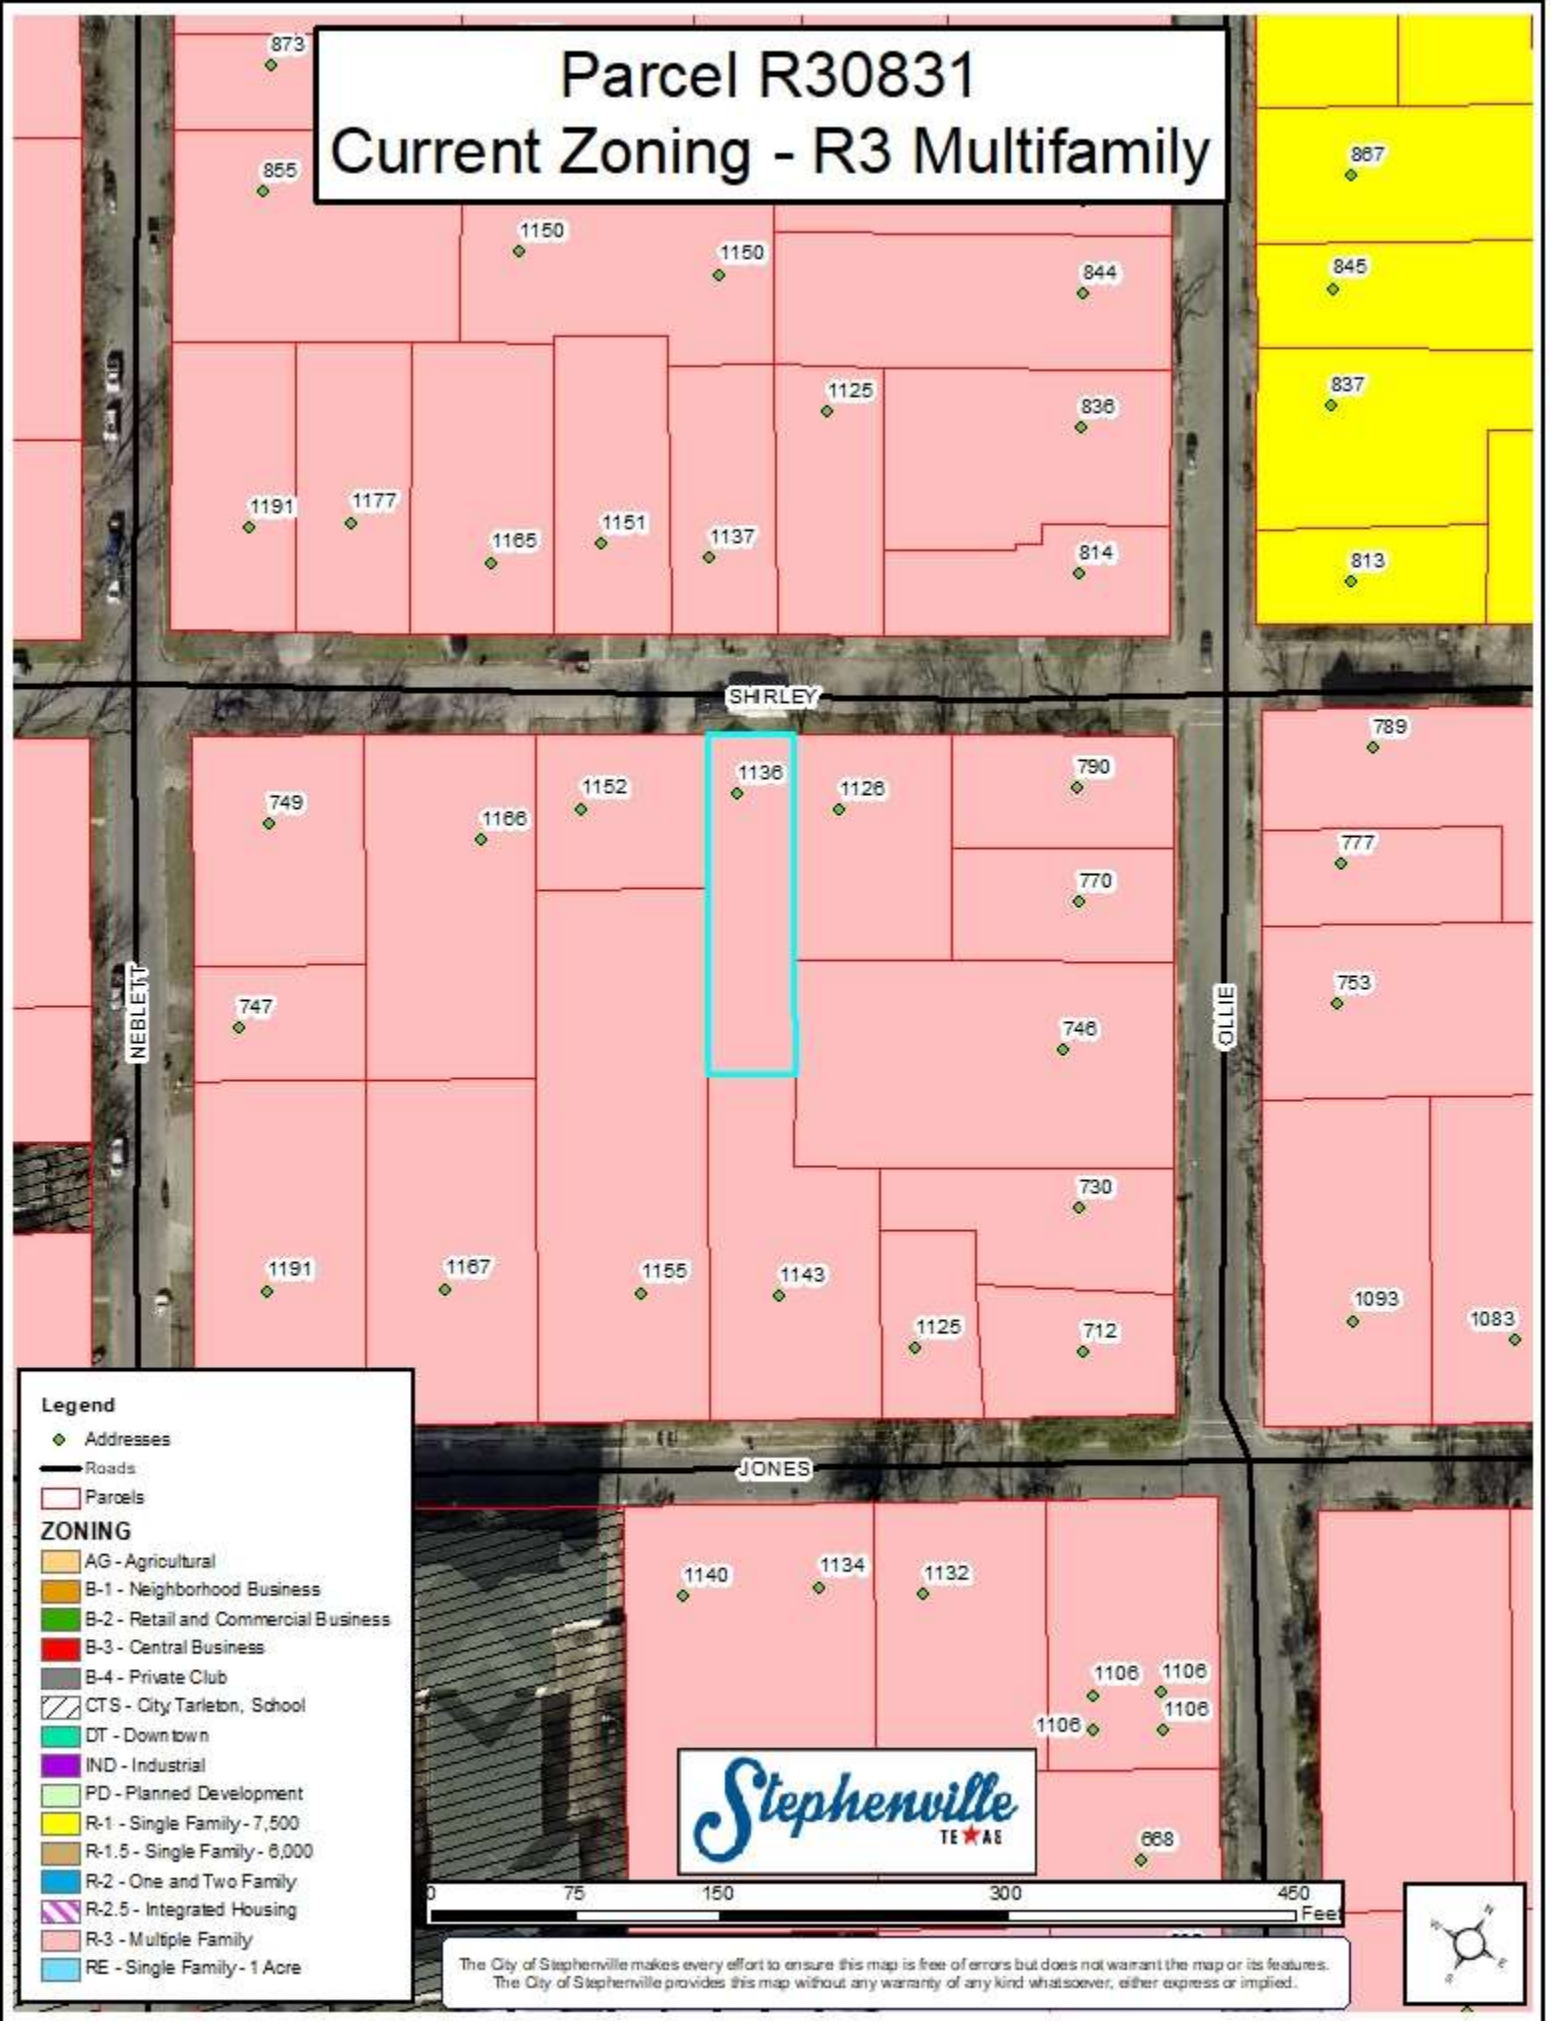 Parcel R30831
Current Zoning - R3 Multifamily
873
855
867
1150
1150
844
845
1125
836
837
1191
1177
1165
1151
1137
814
813
SHIRLEY
789
749
1166
1152
1136
1126
790
777
770
747
746
753
NEBLETT
OLLIE
730
1191
1167
1155
1143
1125
712
1093
1083
JONES
1140
1134
1132
1106
1106
1106
1106
668
Legend
Addresses
Roads
Parcels
ZONING
AG - Agricultural
B-1 - Neighborhood Business
B-2 - Retail and Commercial Business
B-3 - Central Business
B-4 - Private Club
CTS - City, Tarleton, School
DT - Downtown
IND - Industrial
PD - Planned Development
R-1 - Single Family - 7,500
R-1.5 - Single Family - 6,000
R-2 - One and Two Family
R-2.5 - Integrated Housing
R-3 - Multiple Family
RE - Single Family - 1 Acre
Stephenville
TEXAS
0 75 150 300 450
Feet
N
W
E
S
The City of Stephenville makes every effort to ensure this map is free of errors but does not warrant the map or its features.
The City of Stephenville provides this map without any warranty of any kind whatsoever, either express or implied.